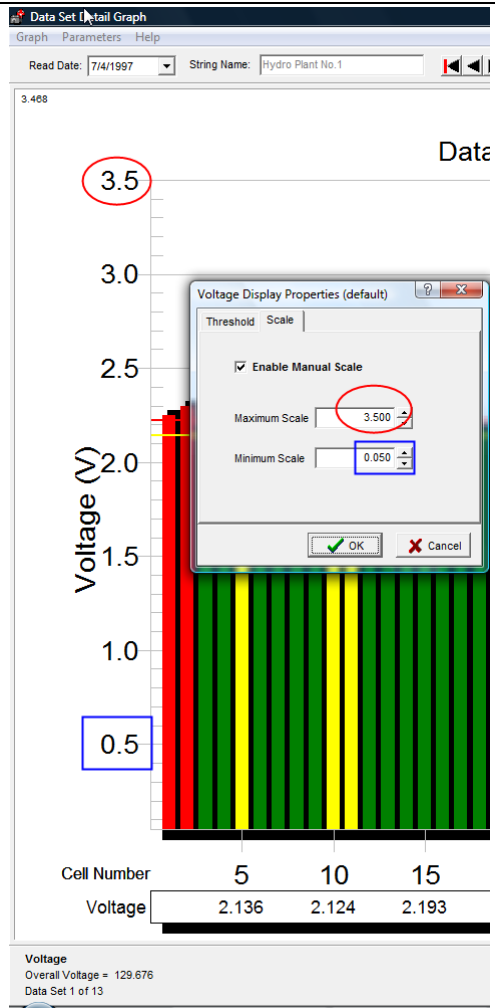 Data Set Detail Graph
Graph Parameters Help
Read Date: 7/4/1997 String Name: Hydro Plant No.1
3.468
Data
3.5
3.0
Voltage Display Properties (default)
Threshold Scale
2.5
Enable Manual Scale
Maximum Scale 3.500
Minimum Scale 0.050
2.0
Voltage (V)
OK Cancel
1.5
1.0
0.5
Cell Number 5 10 15
Voltage 2.136 2.124 2.193
Voltage
Overall Voltage = 129.676
Data Set 1 of 13